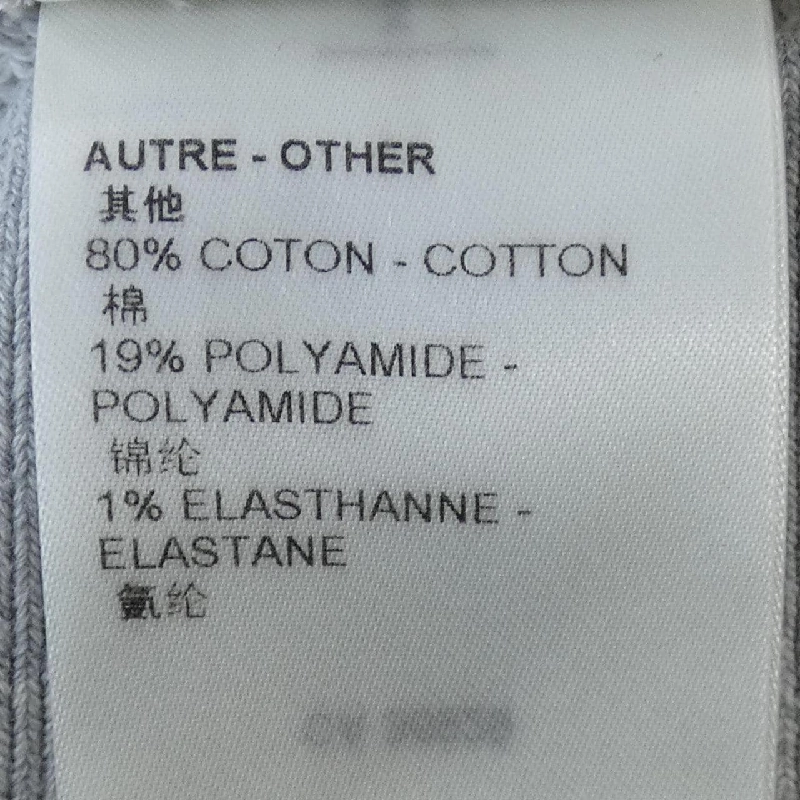 AUTRE - OTHER
其他
80% COTON - COTTON
棉
19% POLYAMIDE -
POLYAMIDE
锦纶
1% ELASTHANNE -
ELASTANE
氨纶